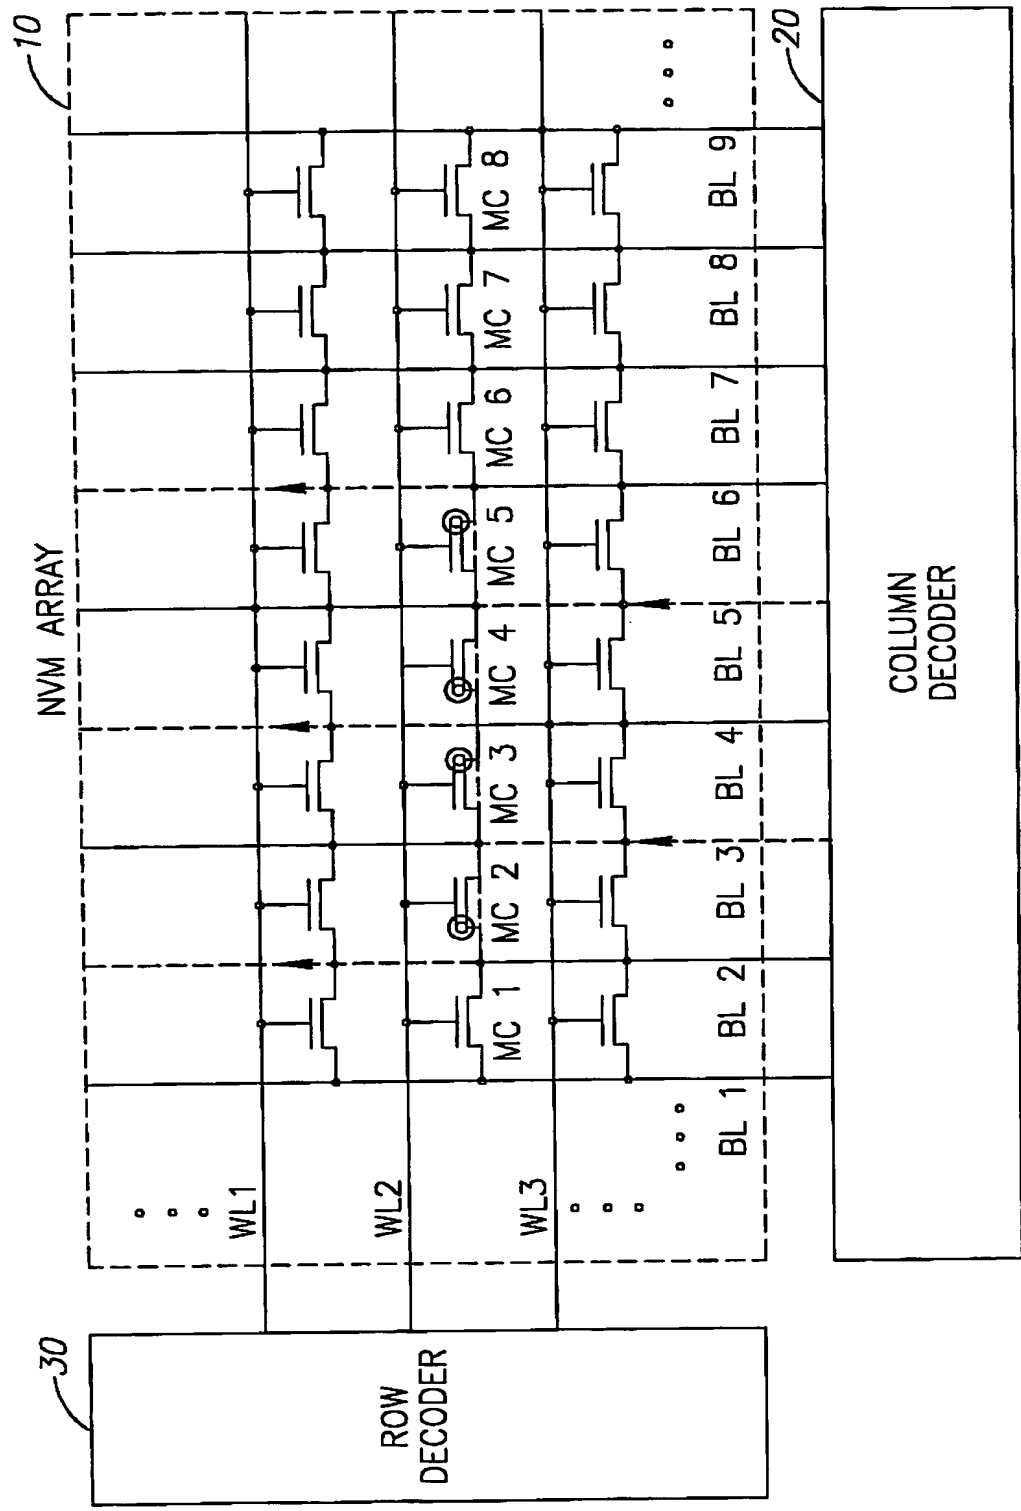 10
NVM ARRAY
WL1
WL2
MC 1
MC 2
MC 3
MC 4
MC 5
MC 6
MC 7
MC 8
WL3
BL 1
BL 2
BL 3
BL 4
BL 5
BL 6
BL 7
BL 8
BL 9
30
ROW
DECODER
20
COLUMN
DECODER